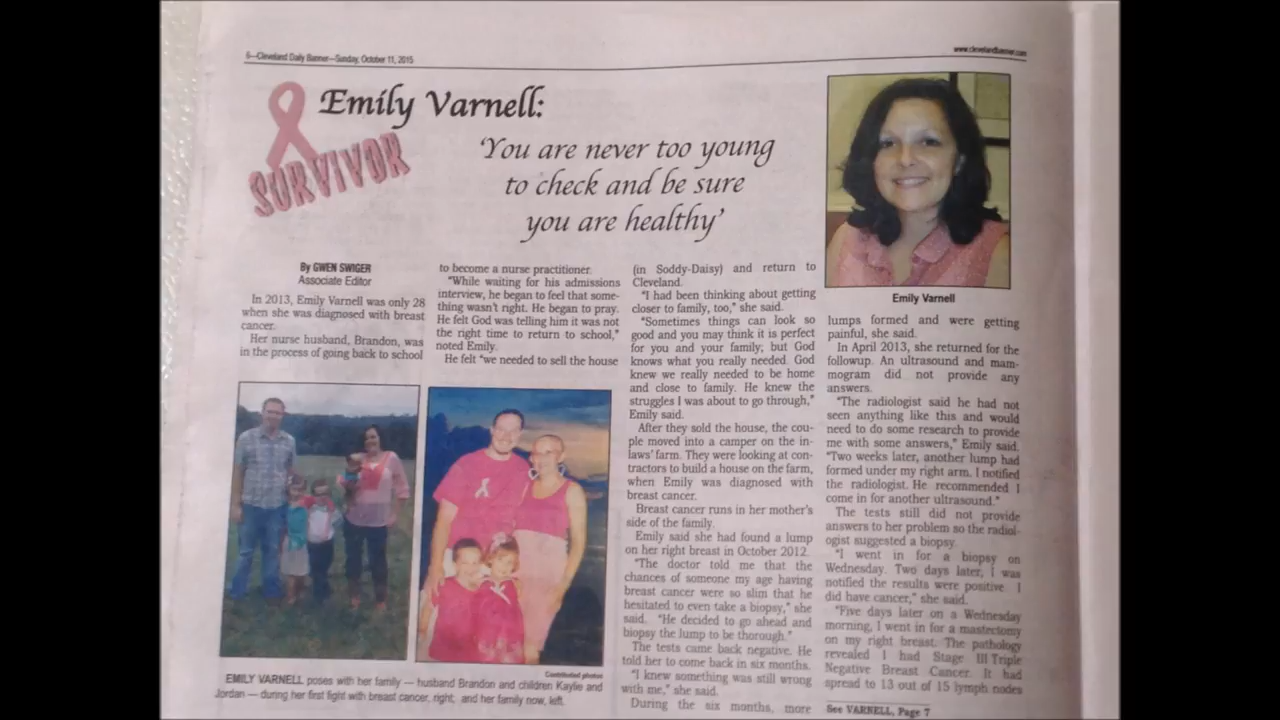 6—Cleveland Daily Banner—Sunday, October 11, 2015
www.clevelandbanner.com
SURVIVOR
Emily Varnell:
‘You are never too young
to check and be sure
you are healthy’
Emily Varnell
By GWEN SWIGER
Associate Editor
In 2013, Emily Varnell was only 28
when she was diagnosed with breast
cancer.
Her nurse husband, Brandon, was
in the process of going back to school
to become a nurse practitioner.
“While waiting for his admissions
interview, he began to feel that some-
thing wasn’t right. He began to pray.
He felt God was telling him it was not
the right time to return to school,”
noted Emily.
He felt “we needed to sell the house
(in Soddy-Daisy) and return to
Cleveland.
“I had been thinking about getting
closer to family, too,” she said.
“Sometimes things can look so
good and you may think it is perfect
for you and your family; but God
knows what you really needed. God
knew we really needed to be home
and close to family. He knew the
struggles I was about to go through,”
Emily said.
After they sold the house, the cou-
ple moved into a camper on the in-
laws’ farm. They were looking at con-
tractors to build a house on the farm,
when Emily was diagnosed with
breast cancer.
Breast cancer runs in her mother’s
side of the family.
Emily said she had found a lump
on her right breast in October 2012.
“The doctor told me that the
chances of someone my age having
breast cancer were so slim that he
hesitated to even take a biopsy,” she
said. “He decided to go ahead and
biopsy the lump to be thorough.”
The tests came back negative. He
told her to come back in six months.
“I knew something was still wrong
with me,” she said.
During the six months, more
lumps formed and were getting
painful, she said.
In April 2013, she returned for the
followup. An ultrasound and mam-
mogram did not provide any
answers.
“The radiologist said he had not
seen anything like this and would
need to do some research to provide
me with some answers,” Emily said.
“Two weeks later, another lump had
formed under my right arm. I notified
the radiologist. He recommended I
come in for another ultrasound.”
The tests still did not provide
answers to her problem so the radiol-
ogist suggested a biopsy.
“I went in for a biopsy on
Wednesday. Two days later, I was
notified the results were positive. I
did have cancer,” she said.
“Five days later on a Wednesday
morning, I went in for a mastectomy
on my right breast. The pathology
revealed I had Stage III Triple
Negative Breast Cancer. It had
spread to 13 out of 15 lymph nodes
See VARNELL, Page 7
Contributed photos
EMILY VARNELL poses with her family — husband Brandon and children Kaylie and
Jordan — during her first fight with breast cancer, right, and her family now, left.